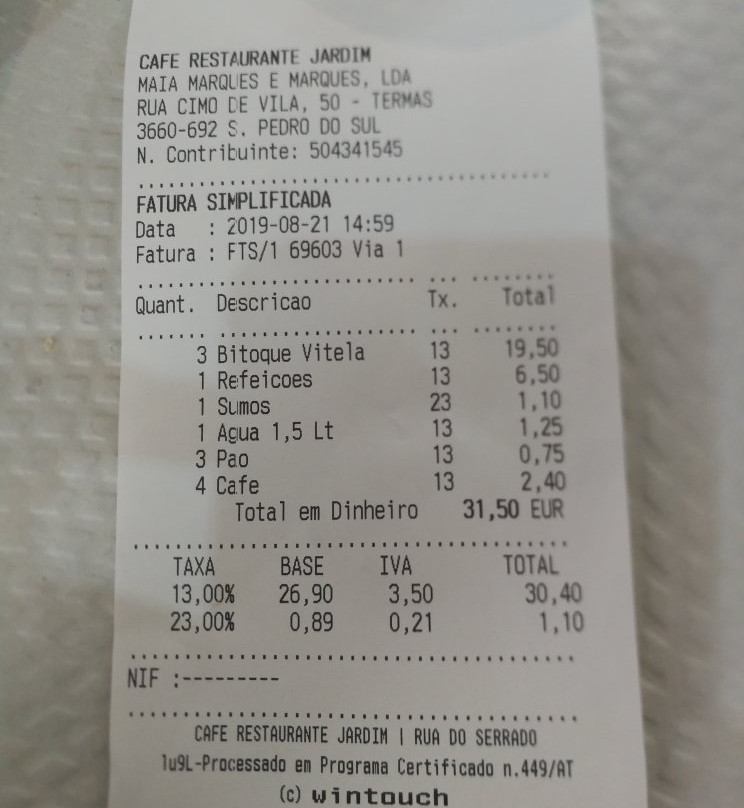 CAFE RESTAURANTE JARDIM
MAIA MARQUES E MARQUES, LDA
RUA CIMO DE VILA, 50 - TERMAS
3660-692 S. PEDRO DO SUL
N. Contribuinte: 504341545
FATURA SIMPLIFICADA
Data : 2019-08-21 14:59
Fatura : FTS/1 69603 Via 1
Quant. Descricao Tx. Total
3 Bitoque Vitela 13 19,50
1 Refeicoes 13 6,50
1 Sumos 23 1,10
1 Agua 1,5 Lt 13 1,25
3 Pao 13 0,75
4 Cafe 13 2,40
Total em Dinheiro 31,50 EUR
TAXA BASE IVA TOTAL
13,00% 26,90 3,50 30,40
23,00% 0,89 0,21 1,10
NIF :---------
CAFE RESTAURANTE JARDIM | RUA DO SERRADO
1u9L-Processado em Programa Certificado n.449/AT
(c) wintouch